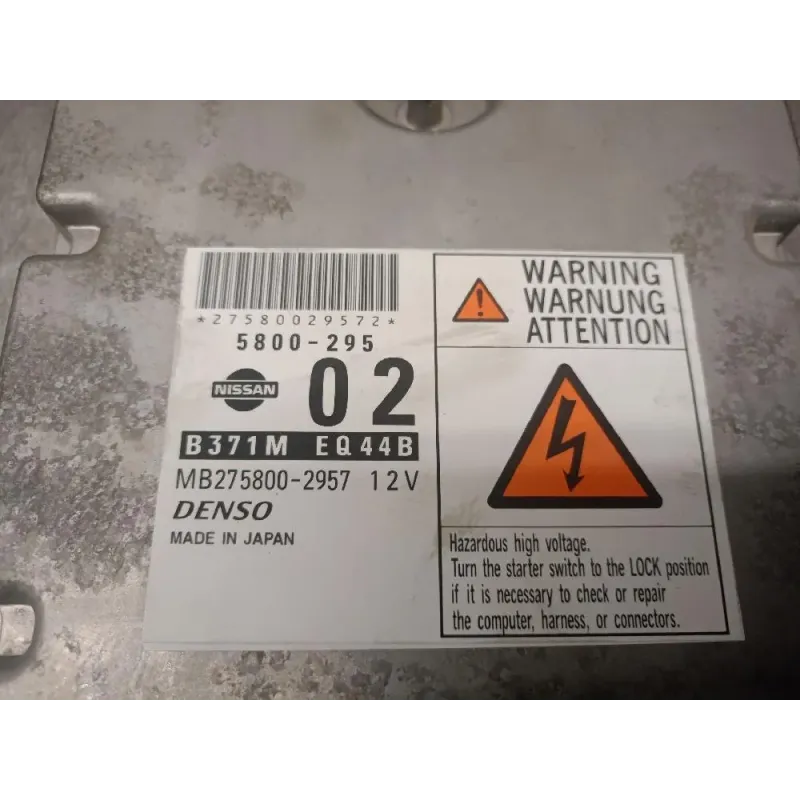 *27580029572*
5800-295
NISSAN
02
B371M EQ44B
MB275800-2957 12V
DENSO
MADE IN JAPAN
WARNING
WARNUNG
ATTENTION
Hazardous high voltage.
Turn the starter switch to the LOCK position
if it is necessary to check or repair
the computer, harness, or connectors.